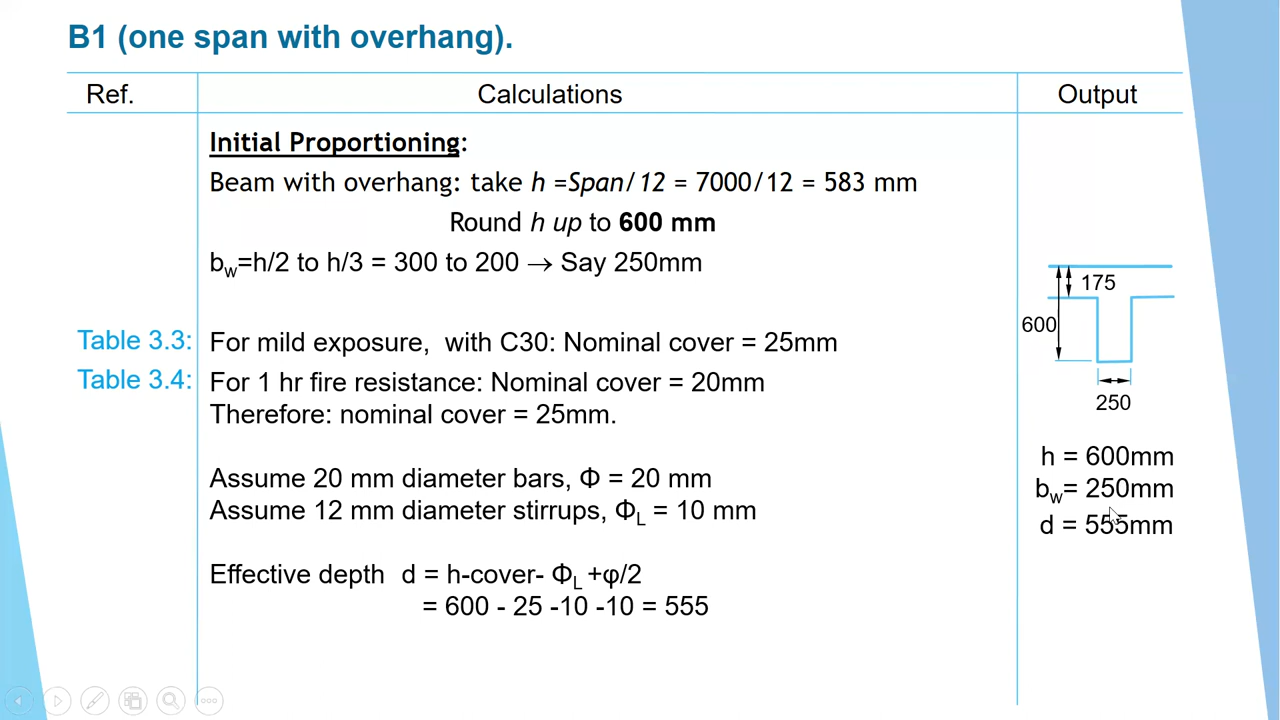 B1 (one span with overhang).
Ref.
Calculations
Output
Initial Proportioning:
Beam with overhang: take h =Span/12 = 7000/12 = 583 mm
Round h up to 600 mm
bw=h/2 to h/3 = 300 to 200 → Say 250mm
Table 3.3:
For mild exposure, with C30: Nominal cover = 25mm
Table 3.4:
For 1 hr fire resistance: Nominal cover = 20mm
Therefore: nominal cover = 25mm.
Assume 20 mm diameter bars, Φ = 20 mm
Assume 12 mm diameter stirrups, ΦL = 10 mm
Effective depth d = h-cover- ΦL +φ/2
= 600 - 25 -10 -10 = 555
175
600
250
h = 600mm
bw= 250mm
d = 555mm